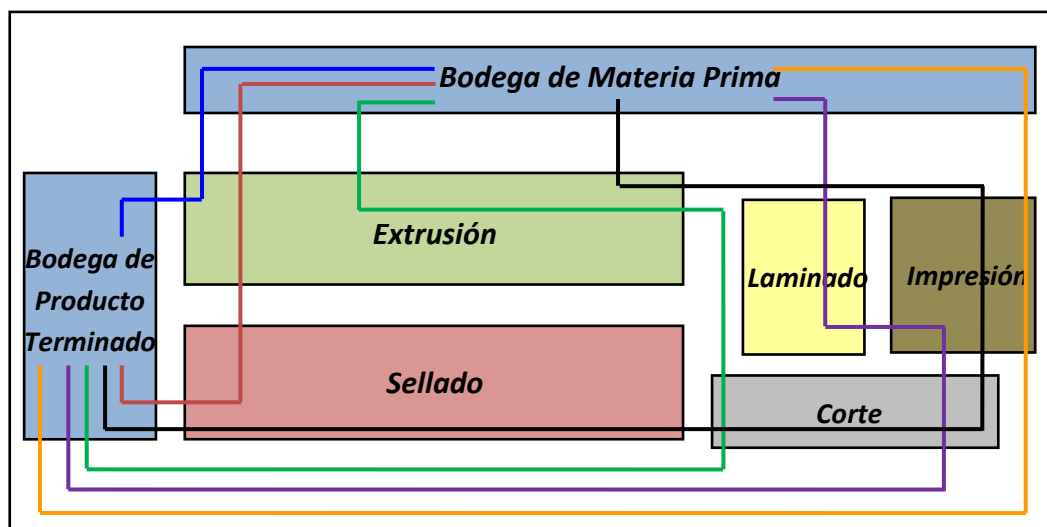 Bodega de Materia Prima
Extrusión
Laminado
Impresión
Bodega de
Producto
Terminado
Sellado
Corte